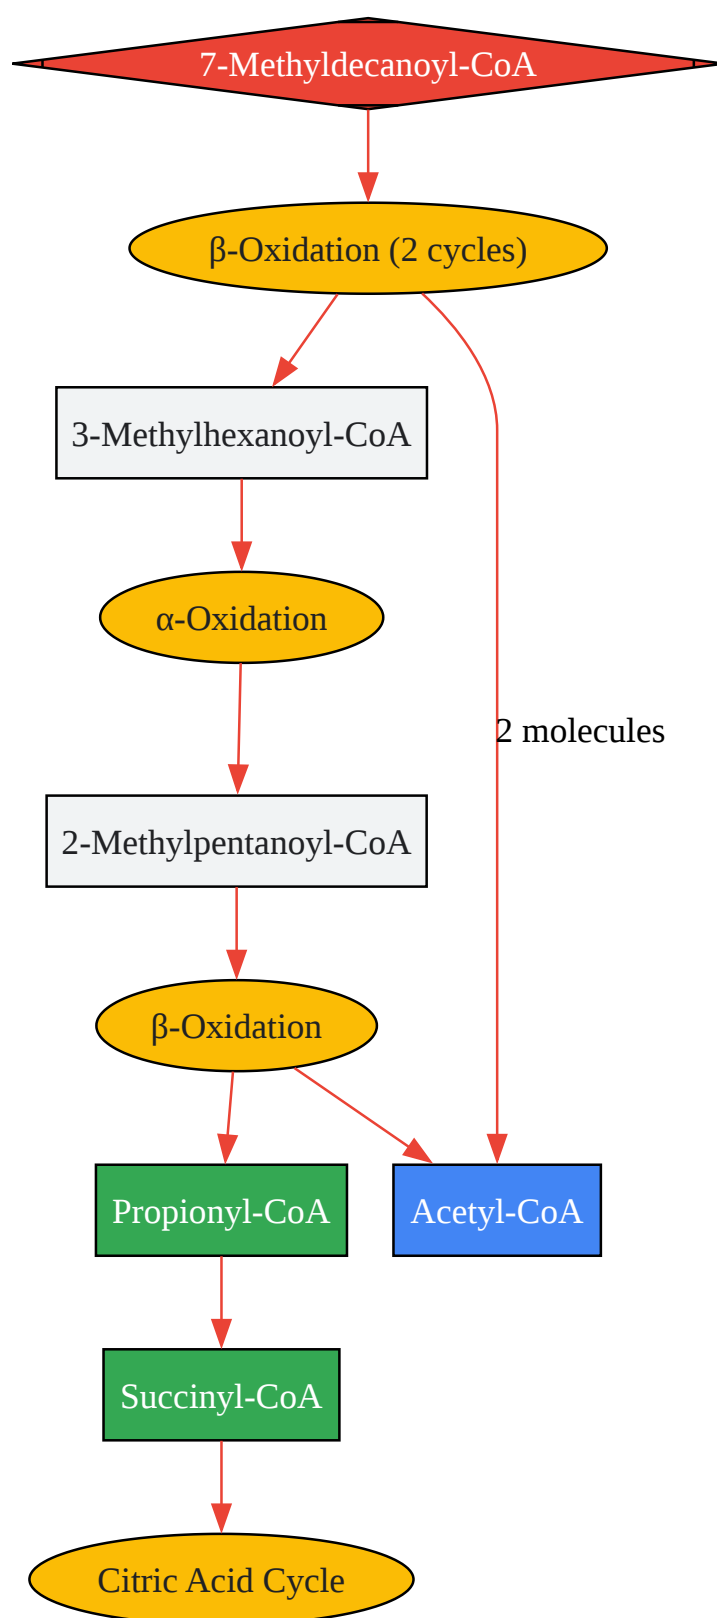 7-Methyldecanoyl-CoA
β-Oxidation (2 cycles)
3-Methylhexanoyl-CoA
α-Oxidation
2 molecules
2-Methylpentanoyl-CoA
β-Oxidation
Propionyl-CoA
Acetyl-CoA
Succinyl-CoA
Citric Acid Cycle